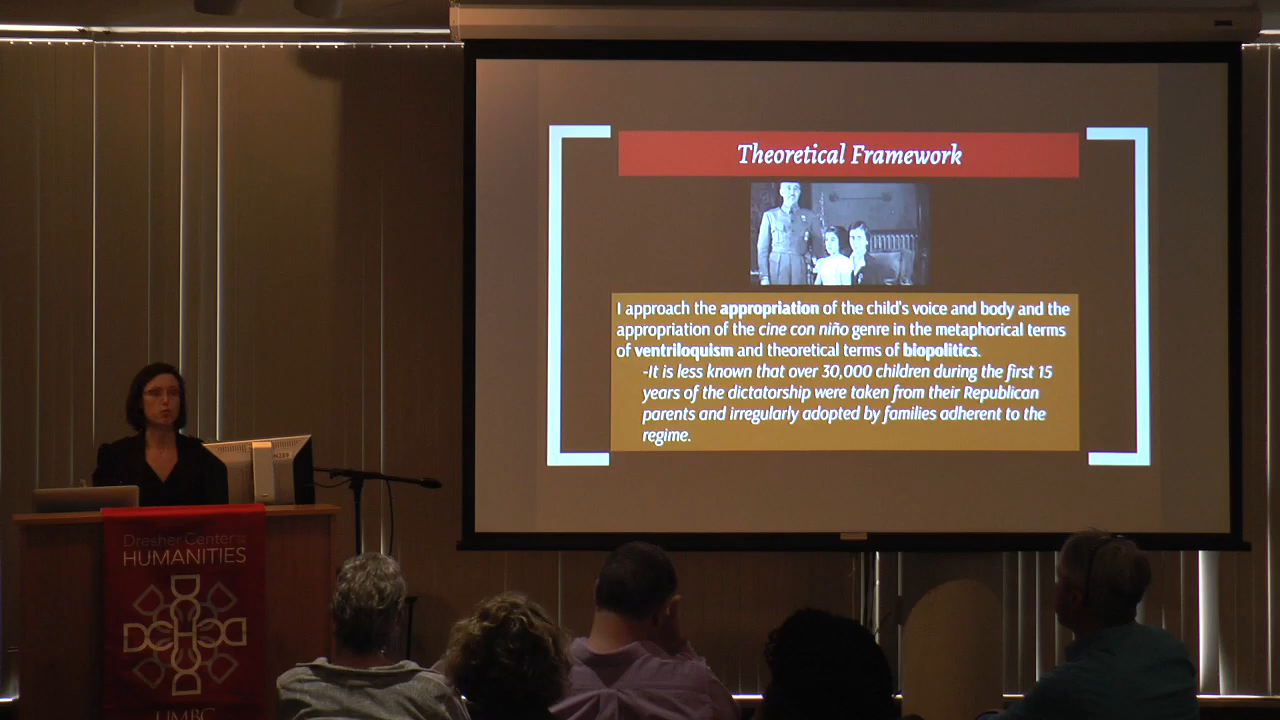 Theoretical Framework
I approach the appropriation of the child's voice and body and the
appropriation of the cine con niño genre in the metaphorical terms
of ventriloquism and theoretical terms of biopolitics.
-It is less known that over 30,000 children during the first 15
years of the dictatorship were taken from their Republican
parents and irregularly adopted by families adherent to the
regime.
Dresher Center
HUMANITIES
DCHD
UMBC